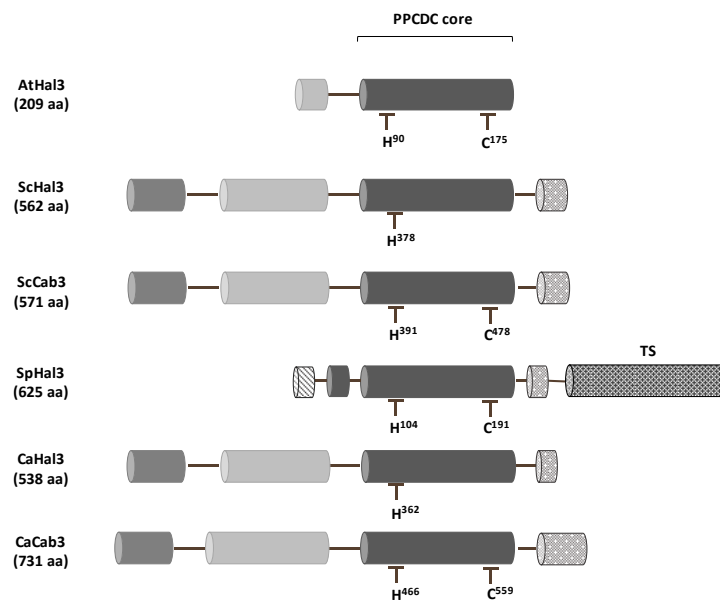 PPCDC core
AtHal3
(209 aa)
H90 C175
ScHal3
(562 aa)
H378
ScCab3
(571 aa)
H391 C478
TS
SpHal3
(625 aa)
H104 C191
CaHal3
(538 aa)
H362
CaCab3
(731 aa)
H466 C559